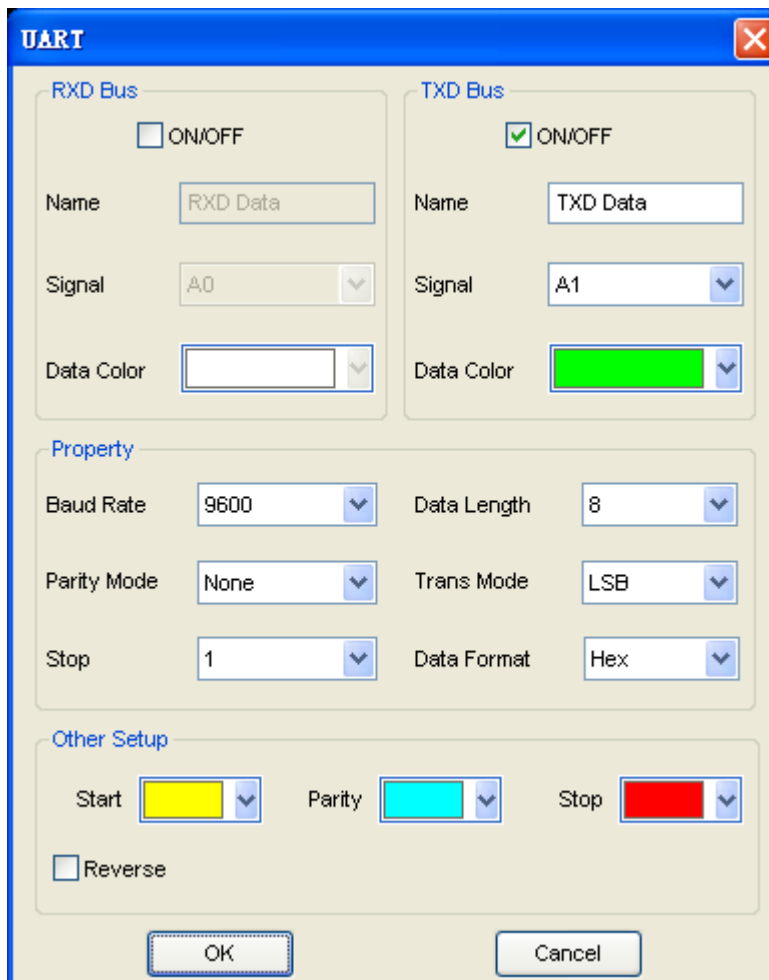 UART
RXD Bus
ON/OFF
Name RXD Data
Signal A0
Data Color
TXD Bus
ON/OFF
Name TXD Data
Signal A1
Data Color
Property
Baud Rate 9600 Data Length 8
Parity Mode None Trans Mode LSB
Stop 1 Data Format Hex
Other Setup
Start Parity Stop
Reverse
OK Cancel